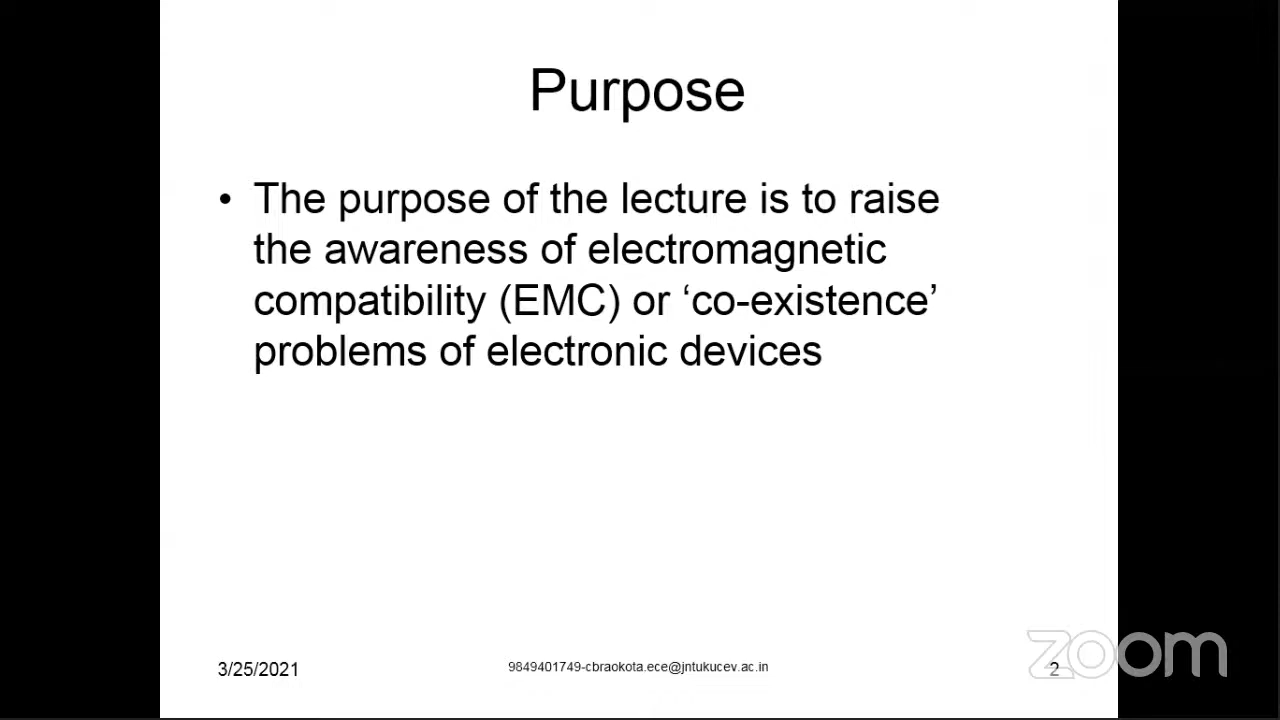 Purpose
• The purpose of the lecture is to raise
the awareness of electromagnetic
compatibility (EMC) or ‘co-existence’
problems of electronic devices
3/25/2021
9849401749-cbraokota.ece@jntukucev.ac.in
2
zoom